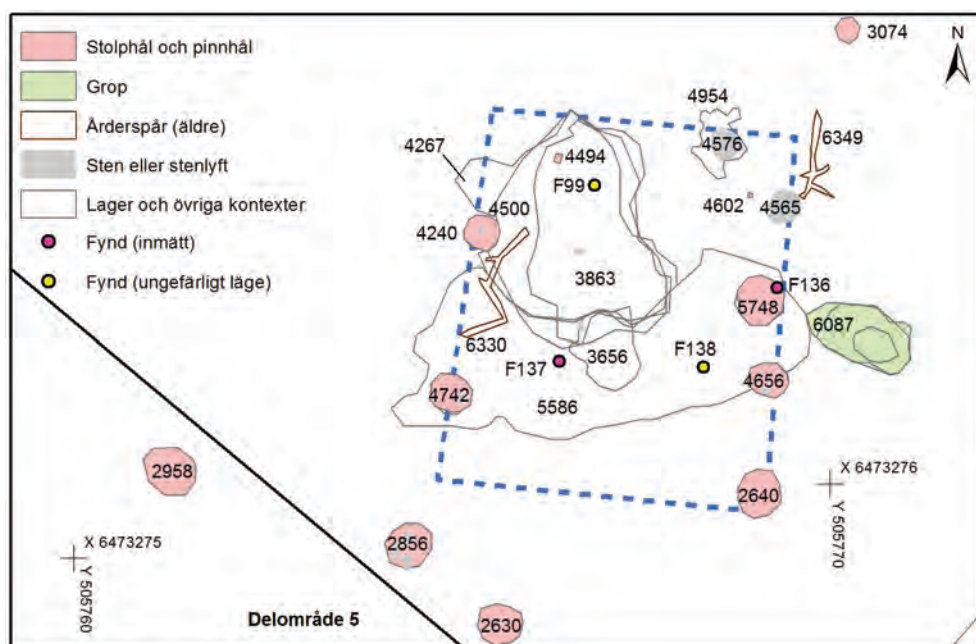 Stolphål och pinnhål
Grop
Årderspår (äldre)
Sten eller stenlyft
Lager och övriga kontexter
Fynd (inmätt)
Fynd (ungefärligt läge)
3074
N
4954
4576
6349
4267
4494
F99
4602
4565
4500
4240
3863
F136
5748
6087
6330
3656
F137
F138
4656
4742
5586
2958
X 6473276
2640
Y 505770
2856
X 6473275
Y 505760
Delområde 5
2630